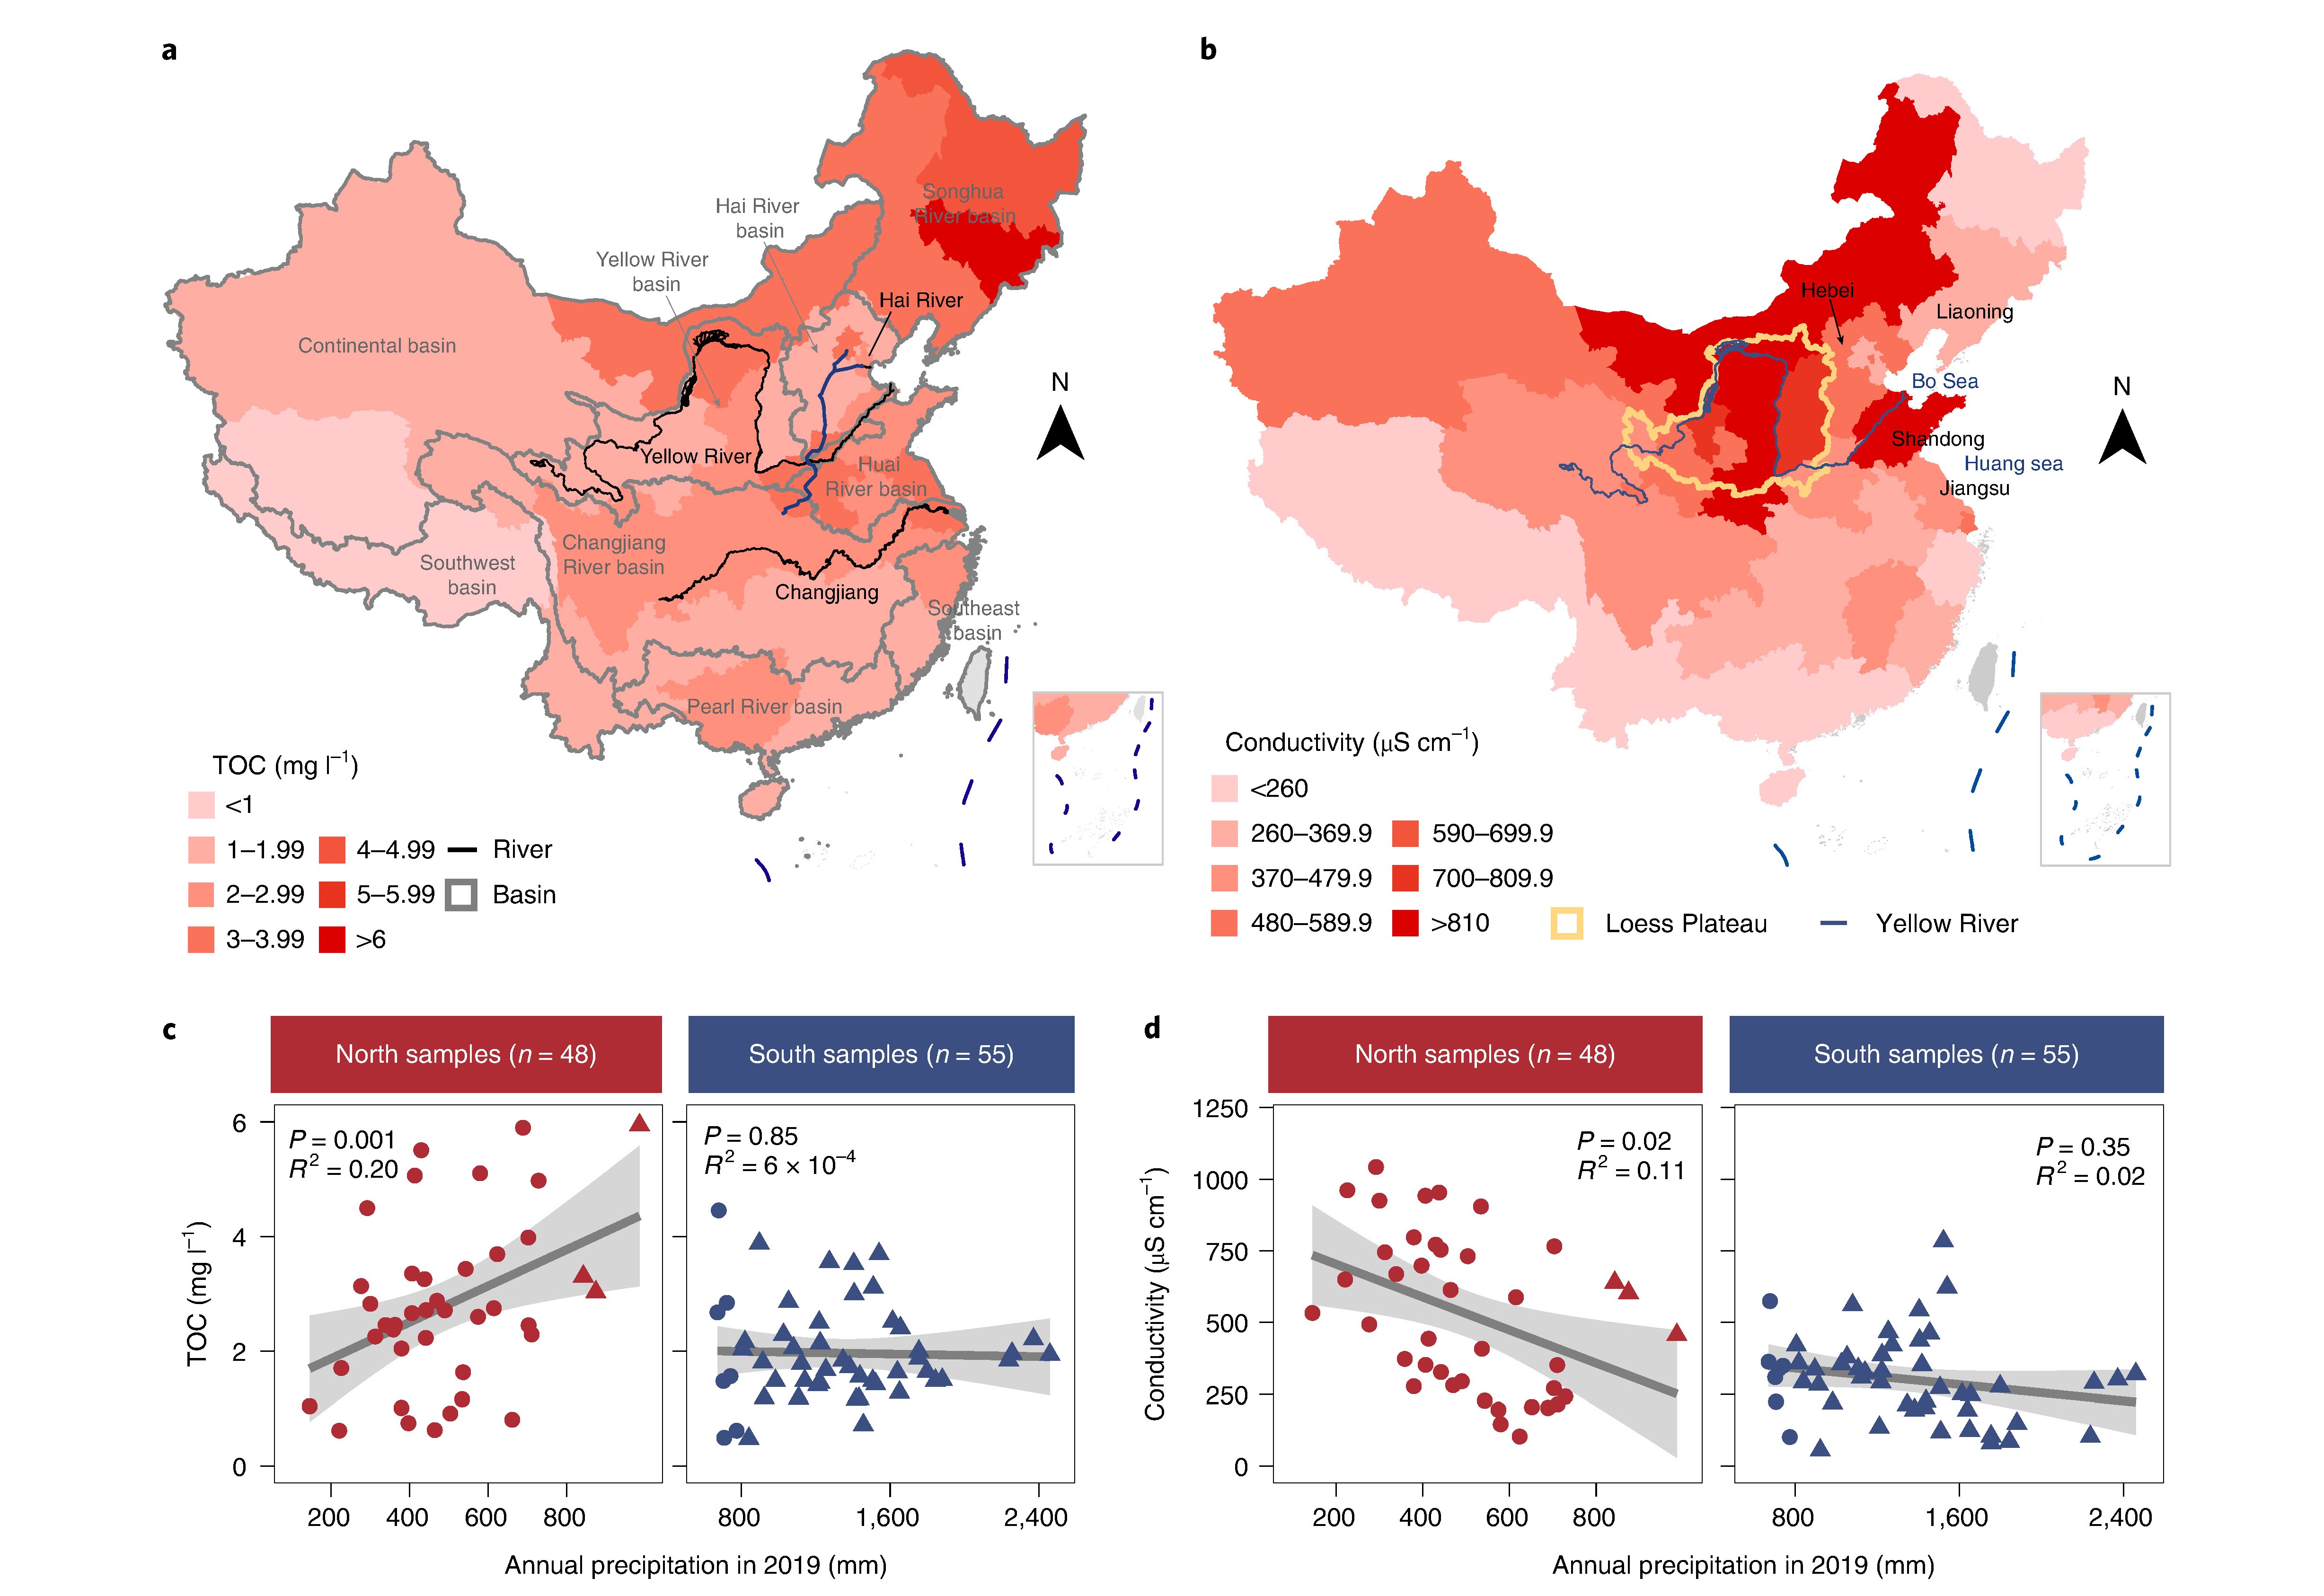 a
Songhua
River basin
Hai River
basin
Yellow River
basin
Hai River
Continental basin
N
Yellow River
Huai
River basin
Changjiang
River basin
Southwest
basin
Changjiang
Southeast
basin
Pearl River basin
TOC (mg l⁻¹)
<1
1–1.99
2–2.99
3–3.99
4–4.99
5–5.99
>6
River
Basin
b
Hebei
Liaoning
Bo Sea
N
Shandong
Huang sea
Jiangsu
Conductivity (μS cm⁻¹)
<260
260–369.9
370–479.9
480–589.9
590–699.9
700–809.9
>810
Loess Plateau
Yellow River
c
North samples (n = 48)
South samples (n = 55)
TOC (mg l⁻¹)
6
4
2
0
P = 0.001
R² = 0.20
P = 0.85
R² = 6 × 10⁻⁴
200 400 600 800
800 1,600 2,400
Annual precipitation in 2019 (mm)
d
North samples (n = 48)
South samples (n = 55)
Conductivity (μS cm⁻¹)
1250
1000
750
500
250
0
P = 0.02
R² = 0.11
P = 0.35
R² = 0.02
200 400 600 800
800 1,600 2,400
Annual precipitation in 2019 (mm)